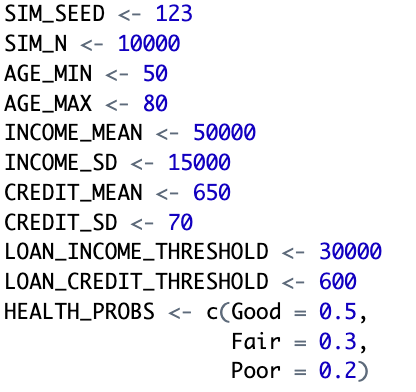 SIM_SEED <- 123
SIM_N <- 10000
AGE_MIN <- 50
AGE_MAX <- 80
INCOME_MEAN <- 50000
INCOME_SD <- 15000
CREDIT_MEAN <- 650
CREDIT_SD <- 70
LOAN_INCOME_THRESHOLD <- 30000
LOAN_CREDIT_THRESHOLD <- 600
HEALTH_PROBS <- c(Good = 0.5,
                  Fair = 0.3,
                  Poor = 0.2)